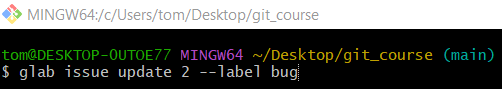 MINGW64:/c/Users/tom/Desktop/git_course
tom@DESKTOP-OUTOE77 MINGW64 ~/Desktop/git_course (main)
$ glab issue update 2 --label bug